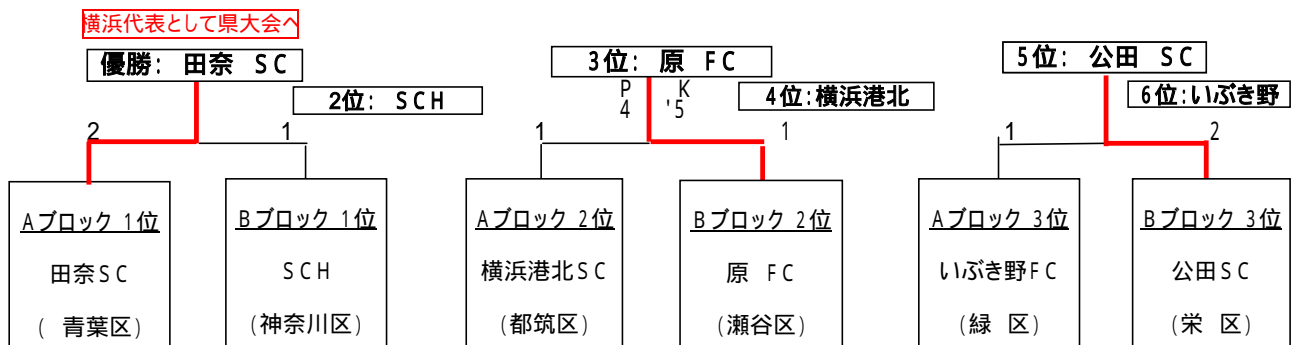 横浜代表として県大会へ
優勝: 田奈 SC
2位: SCH
3位: 原 FC
4位:横浜港北
5位: 公田 SC
6位:いぶき野
P K
4 '5
2 1
1 1
1 2
Aブロック 1位
田奈SC
( 青葉区)
Bブロック 1位
SCH
(神奈川区)
Aブロック 2位
横浜港北SC
(都筑区)
Bブロック 2位
原 FC
(瀬谷区)
Aブロック 3位
いぶき野FC
(緑 区)
Bブロック 3位
公田SC
(栄 区)